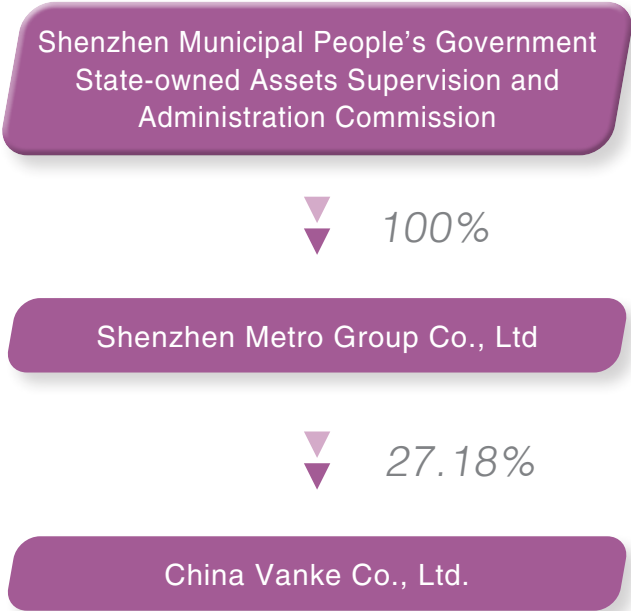 Shenzhen Municipal People’s Government
State-owned Assets Supervision and
Administration Commission
100%
Shenzhen Metro Group Co., Ltd
27.18%
China Vanke Co., Ltd.